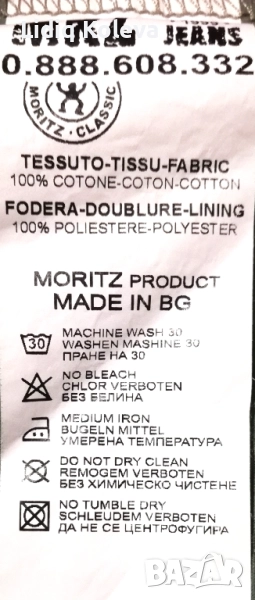 JEANS
0.888.608.332
MORITZ · CLASSIC
TESSUTO-TISSU-FABRIC
100% COTONE-COTON-COTTON
FODERA-DOUBLURE-LINING
100% POLIESTERE-POLYESTER
MORITZ PRODUCT
MADE IN BG
30
MACHINE WASH 30
WASHEN MASHINE 30
ПРАНЕ НА 30
NO BLEACH
CHLOR VERBOTEN
БЕЗ БЕЛИНА
MEDIUM IRON
BUGELN MITTEL
УМЕРЕНА ТЕМПЕРАТУРА
DO NOT DRY CLEAN
REMOGEM VERBOTEN
БЕЗ ХИМИЧЕСКО ЧИСТЕНЕ
NO TUMBLE DRY
SCHLEUDEM VERBOTEN
ДА НЕ СЕ ЦЕНТРОФУГИРА
bazar